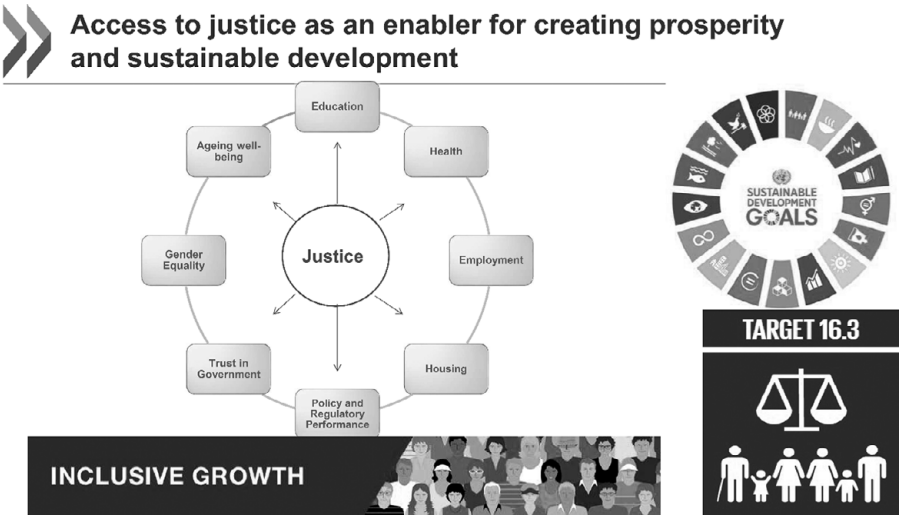 Access to justice as an enabler for creating prosperity
and sustainable development
Education
Ageing well-
being
Health
Gender
Equality
Justice
Employment
Trust in
Government
Housing
Policy and
Regulatory
Performance
INCLUSIVE GROWTH
SUSTAINABLE
DEVELOPMENT
GOALS
TARGET 16.3